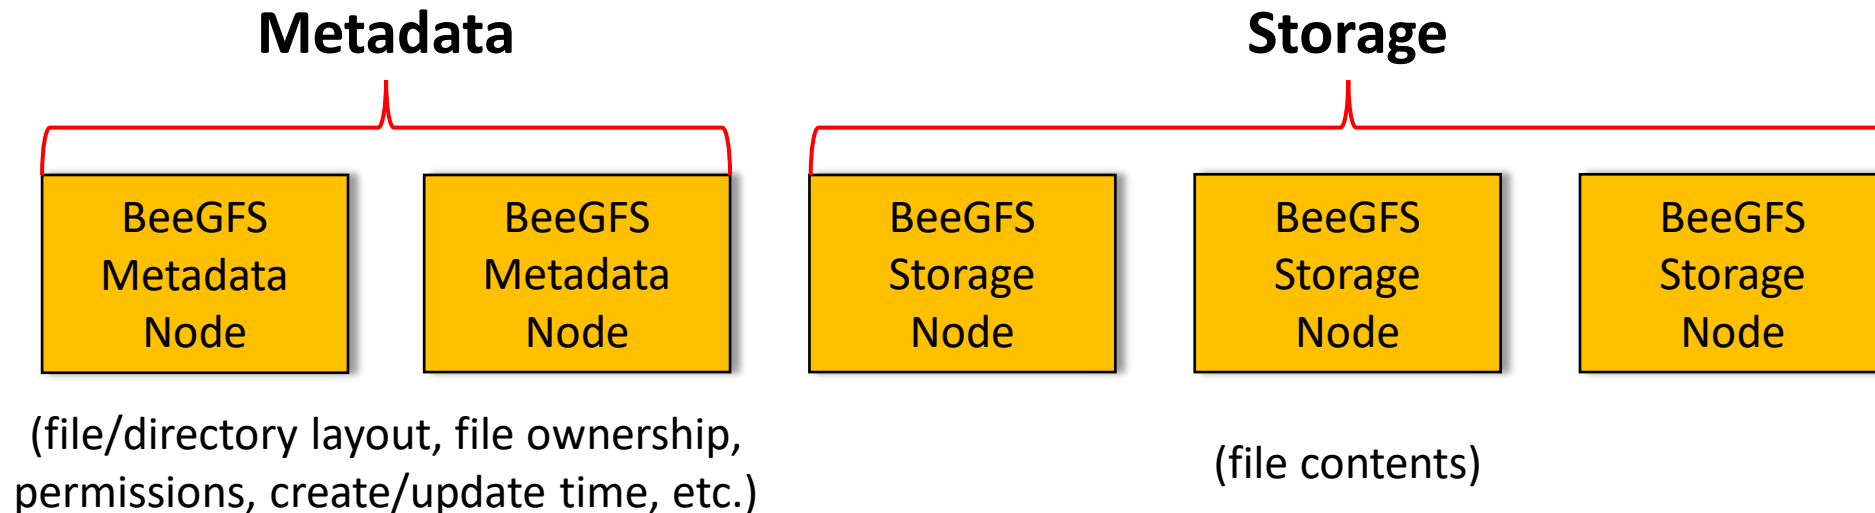 Metadata
Storage
BeeGFS
Metadata
Node
BeeGFS
Metadata
Node
BeeGFS
Storage
Node
BeeGFS
Storage
Node
BeeGFS
Storage
Node
(file/directory layout, file ownership,
permissions, create/update time, etc.)
(file contents)